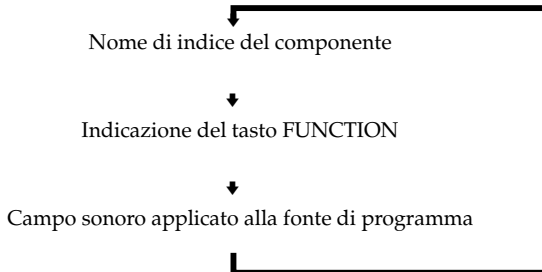 Nome di indice del componente
Indicazione del tasto FUNCTION
Campo sonoro applicato alla fonte di programma